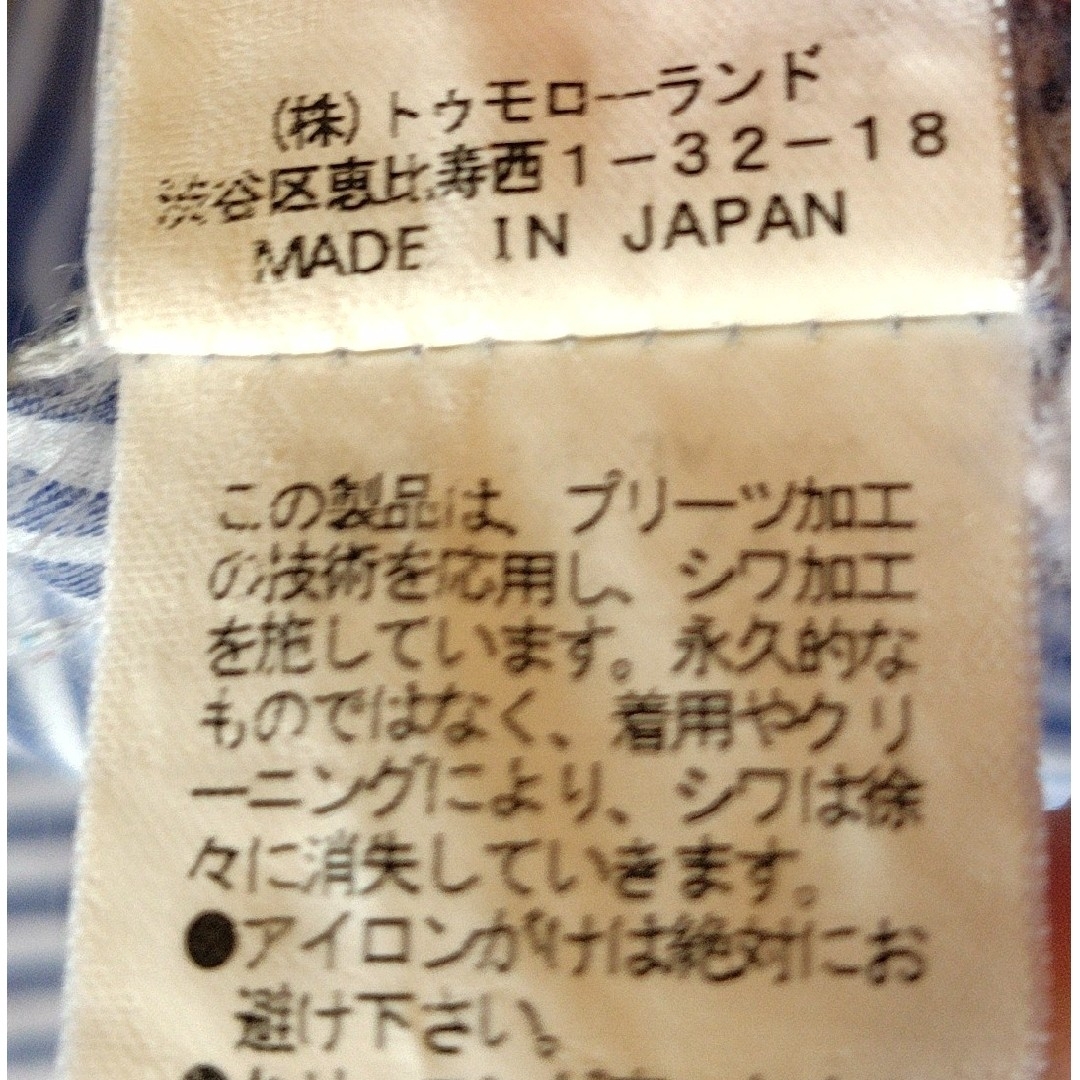 (株)トゥモローランド
渋谷区恵比寿西1-32-18
MADE IN JAPAN
この製品は、プリーツ加工
の技術を応用し、シワ加工
を施しています。永久的な
ものではなく、着用やクリ
ーニングにより、シワは徐
々に消失していきます。
●アイロンがけは絶対にお
避け下さい。